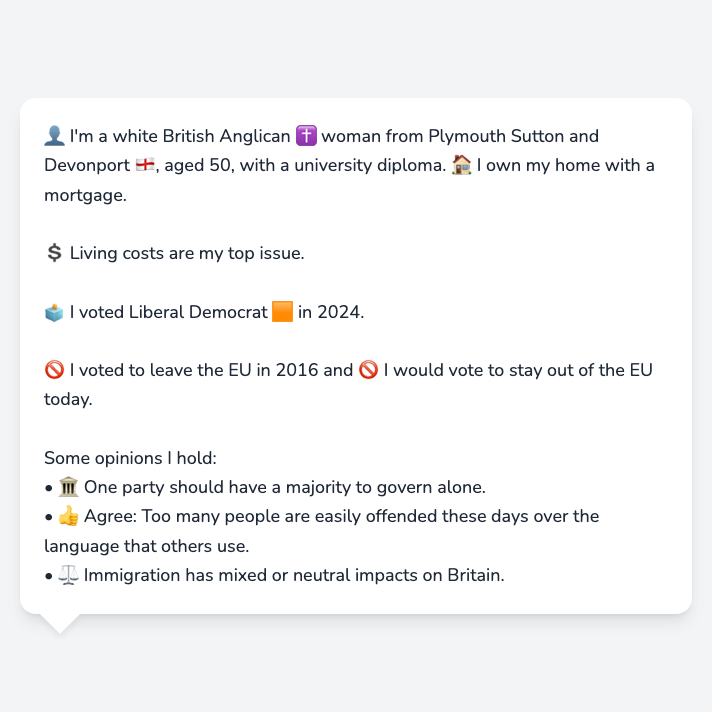 👤 I'm a white British Anglican ✝️ woman from Plymouth Sutton and
Devonport 🏴󠁧󠁢󠁥󠁮󠁧󠁿, aged 50, with a university diploma. 🏠 I own my home with a
mortgage.
💲 Living costs are my top issue.
🗳️ I voted Liberal Democrat 🟧 in 2024.
🚫 I voted to leave the EU in 2016 and 🚫 I would vote to stay out of the EU
today.
Some opinions I hold:
• 🏛️ One party should have a majority to govern alone.
• 👍 Agree: Too many people are easily offended these days over the
language that others use.
• ⚖️ Immigration has mixed or neutral impacts on Britain.